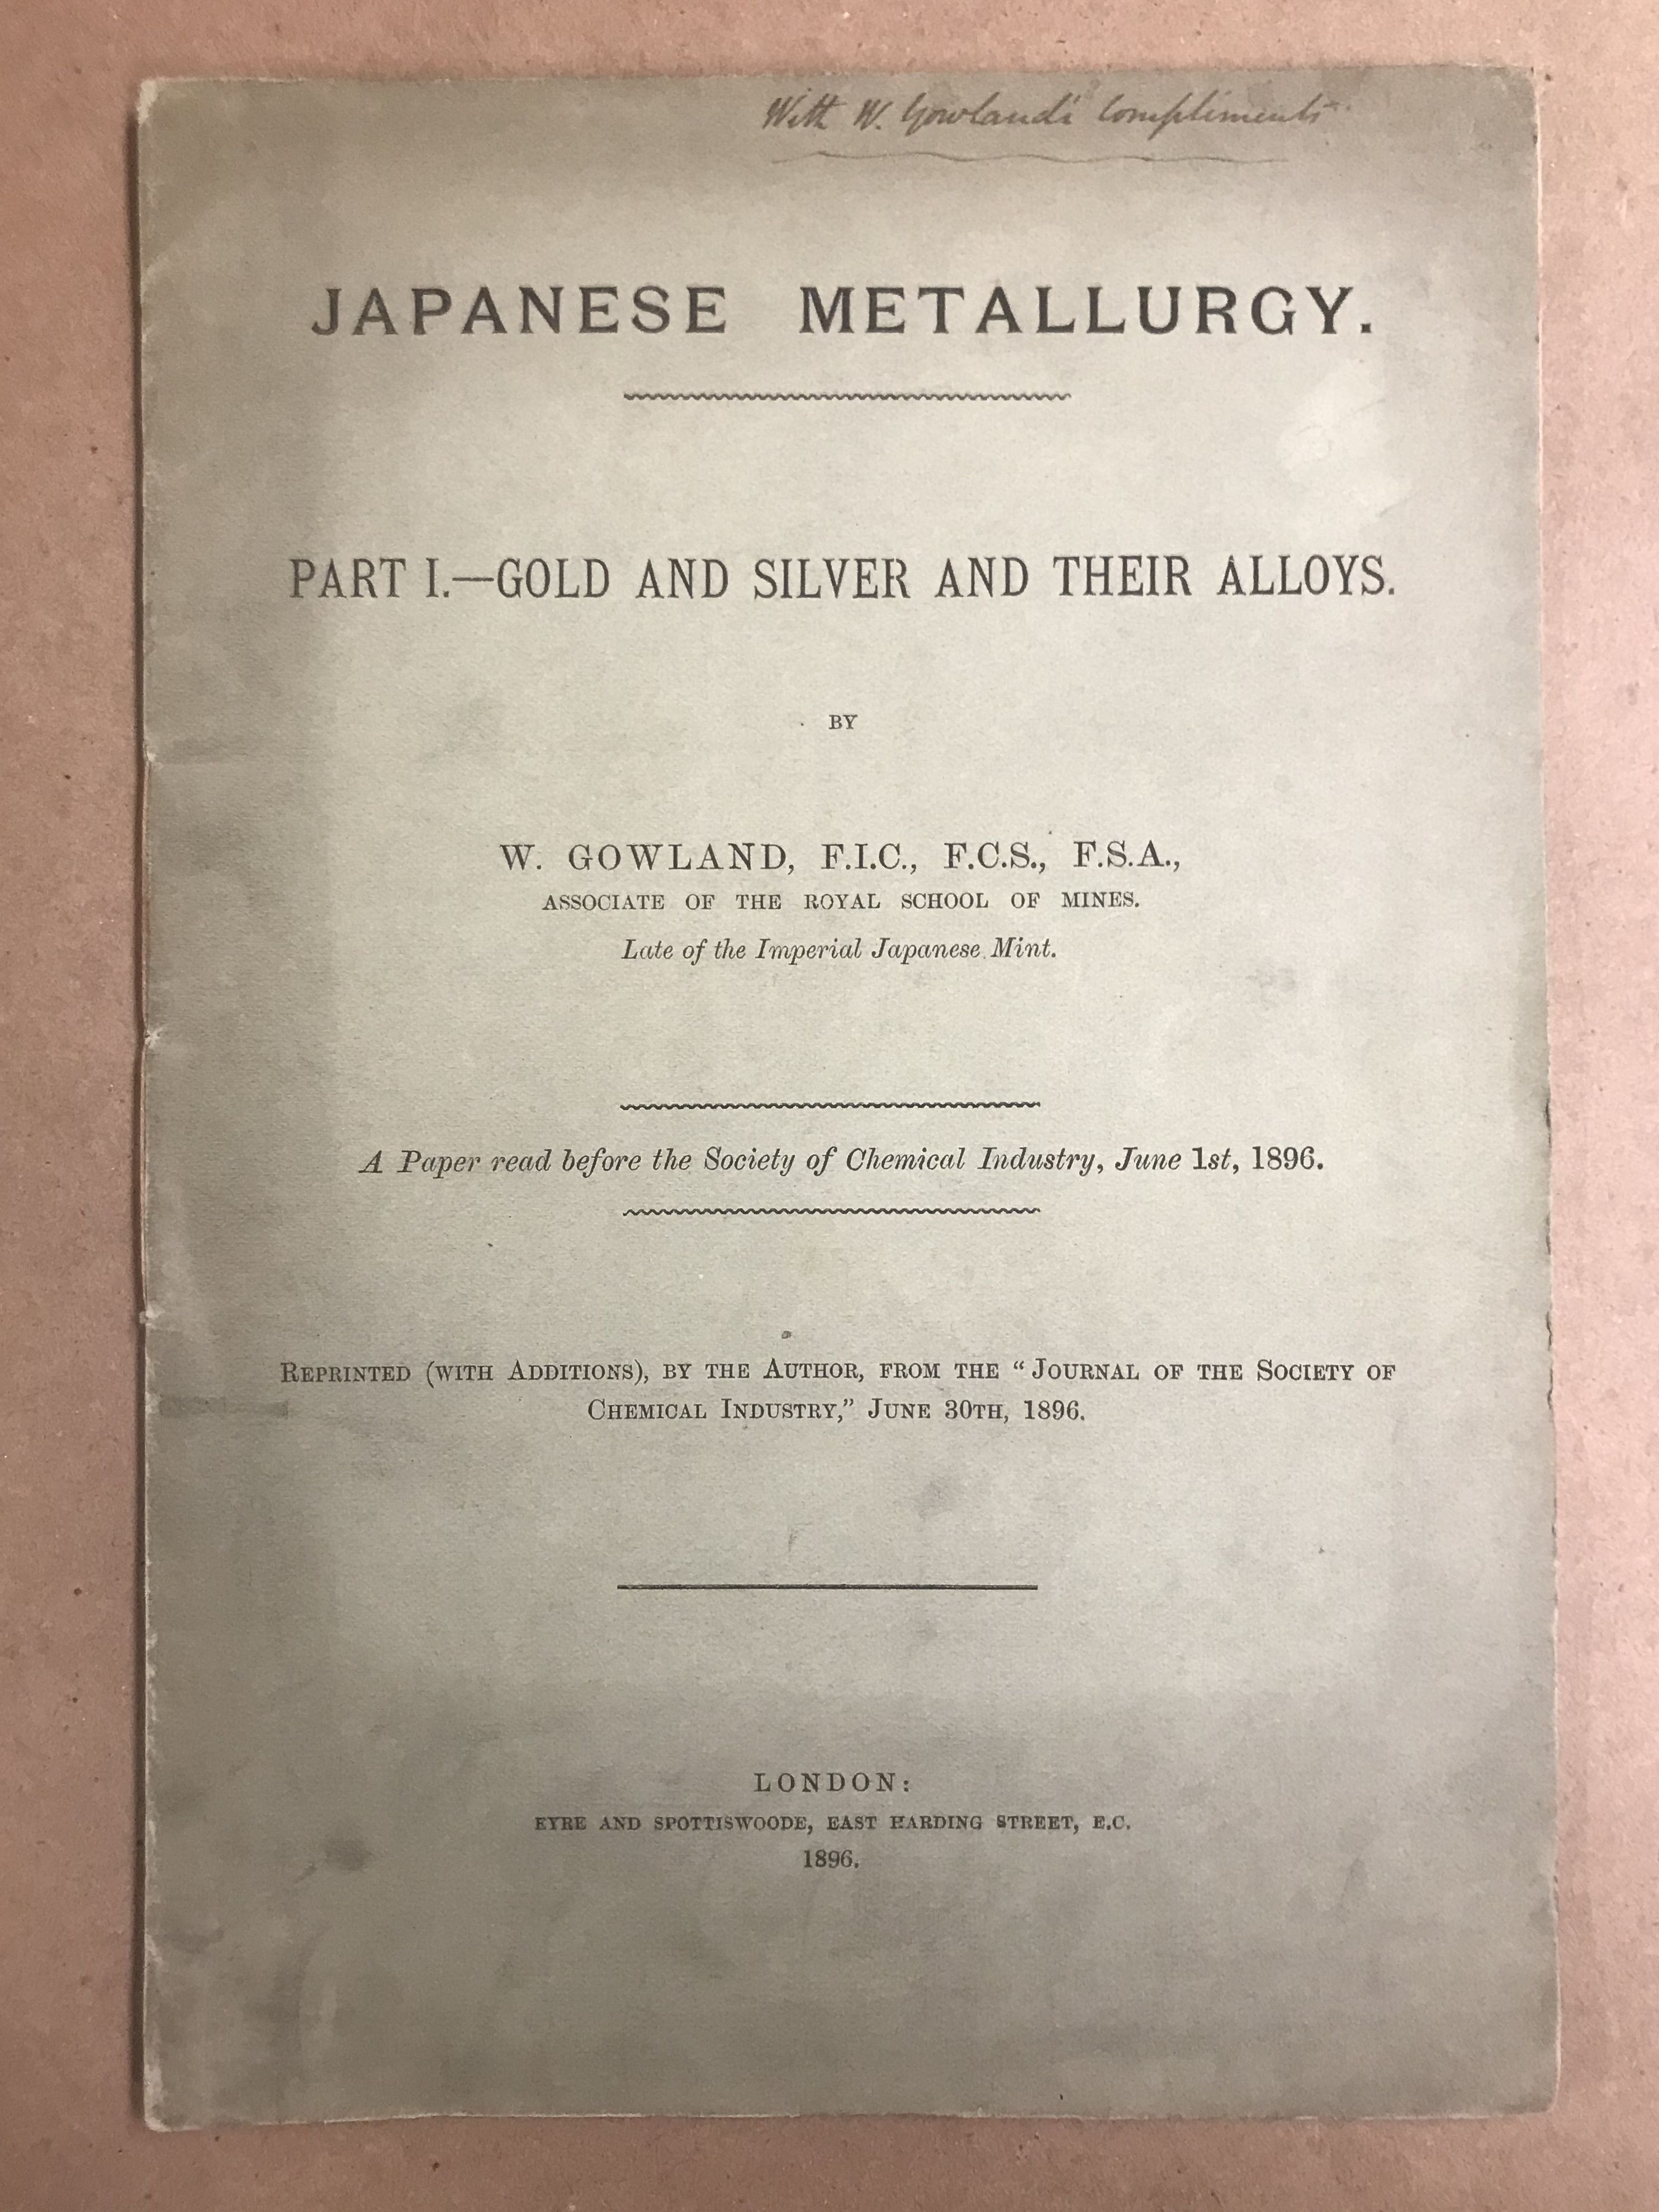 With W. Gowland's Compliments
JAPANESE METALLURGY.
PART I.—GOLD AND SILVER AND THEIR ALLOYS.
BY
W. GOWLAND, F.I.C., F.C.S., F.S.A.,
ASSOCIATE OF THE ROYAL SCHOOL OF MINES.
Late of the Imperial Japanese Mint.
A Paper read before the Society of Chemical Industry, June 1st, 1896.
REPRINTED (WITH ADDITIONS), BY THE AUTHOR, FROM THE “JOURNAL OF THE SOCIETY OF
CHEMICAL INDUSTRY,” JUNE 30TH, 1896.
LONDON:
EYRE AND SPOTTISWOODE, EAST HARDING STREET, E.C.
1896.